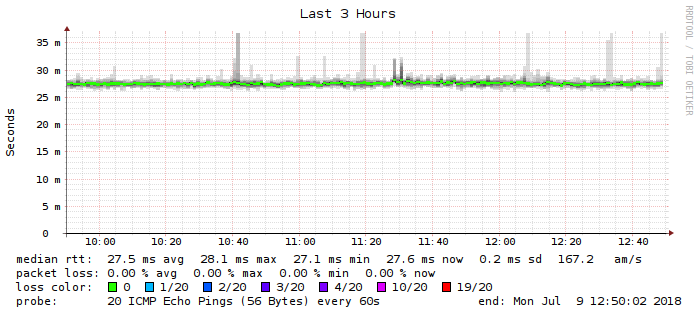 Last 3 Hours
RRDTOOL / TOBI OETIKER
Seconds
35 m
30 m
25 m
20 m
15 m
10 m
5 m
0
10:00 10:20 10:40 11:00 11:20 11:40 12:00 12:20 12:40
median rtt: 27.5 ms avg 28.1 ms max 27.1 ms min 27.6 ms now 0.2 ms sd 167.2 am/s
packet loss: 0.00 % avg 0.00 % max 0.00 % min 0.00 % now
loss color: 0 1/20 2/20 3/20 4/20 10/20 19/20
probe: 20 ICMP Echo Pings (56 Bytes) every 60s end: Mon Jul 9 12:50:02 2018